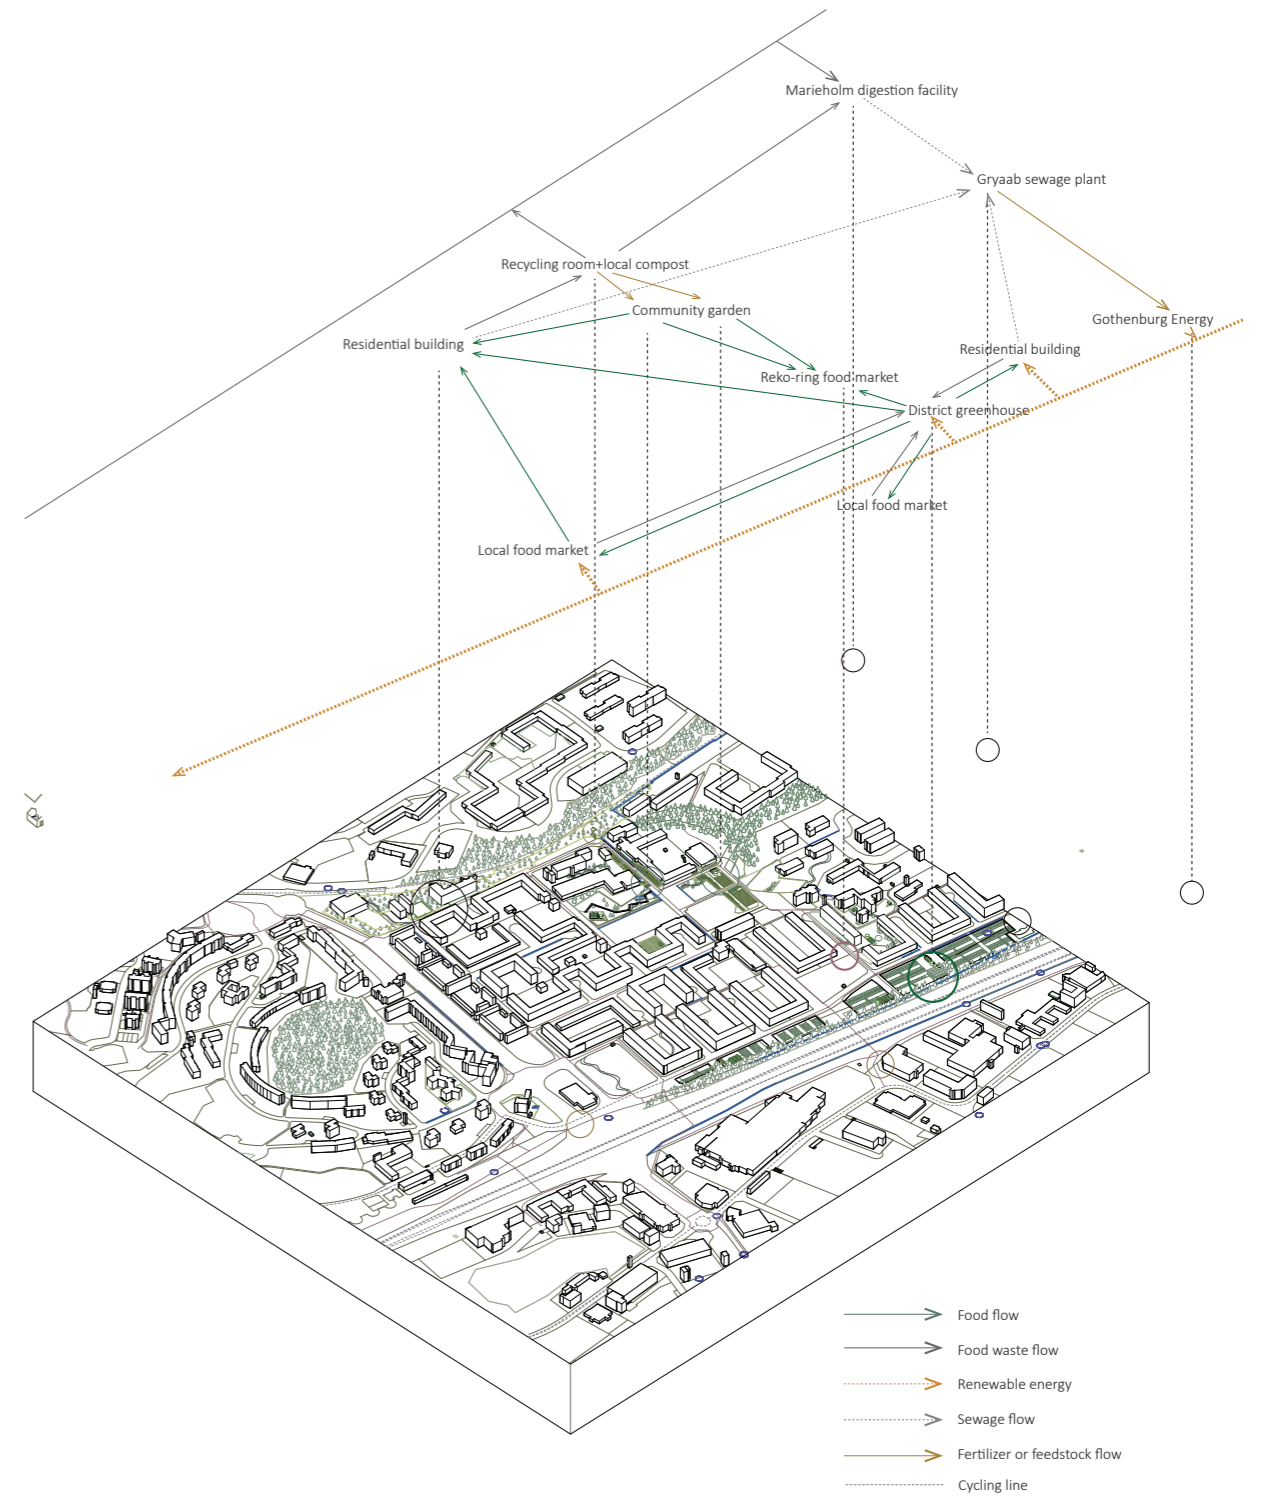 Marieholm digestion facility
Gryaab sewage plant
Recycling room+local compost
Community garden
Gothenburg Energy
Residential building
Residential building
Reko-ring food market
District greenhouse
Local food market
Local food market
Food flow
Food waste flow
Renewable energy
Sewage flow
Fertilizer or feedstock flow
Cycling line